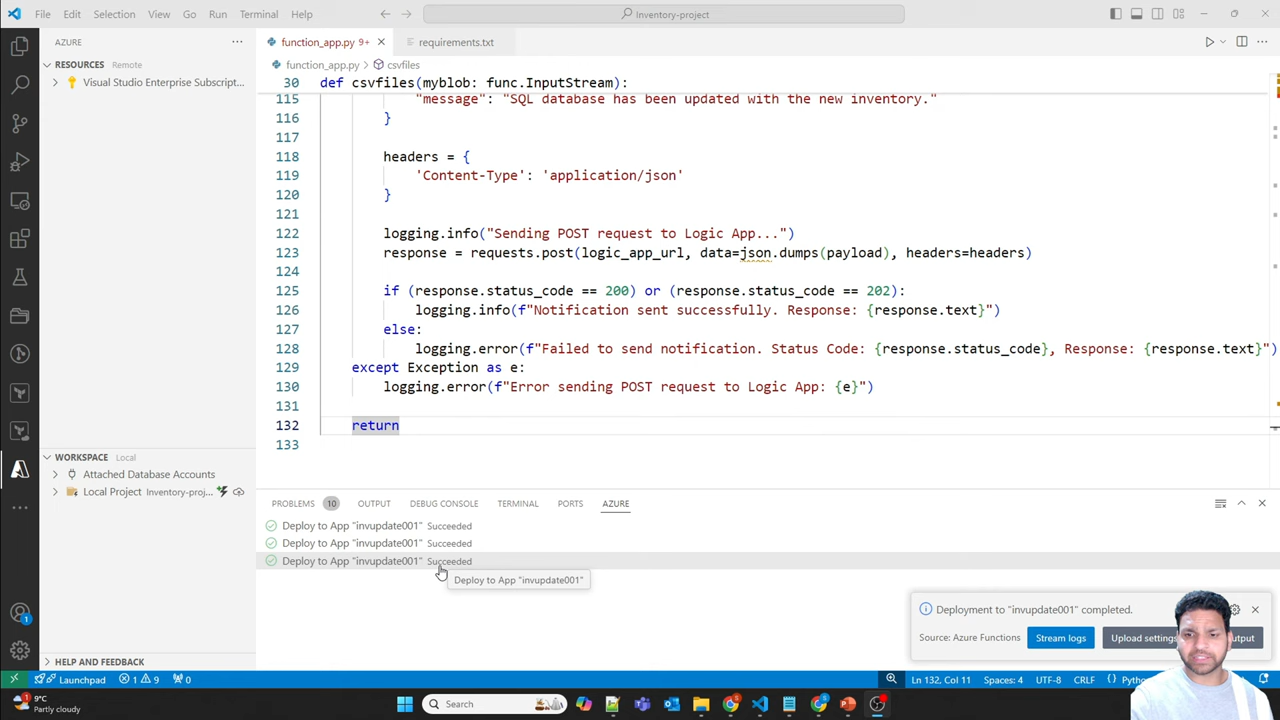 File Edit Selection View Go Run Terminal Help
Inventory-project
AZURE
function_app.py 9+
requirements.txt
RESOURCES Remote
Visual Studio Enterprise Subscript...
function_app.py > csvfiles
30 def csvfiles(myblob: func.InputStream):
115 "message": "SQL database has been updated with the new inventory."
116 }
117
118 headers = {
119 'Content-Type': 'application/json'
120 }
121
122 logging.info("Sending POST request to Logic App...")
123 response = requests.post(logic_app_url, data=json.dumps(payload), headers=headers)
124
125 if (response.status_code == 200) or (response.status_code == 202):
126 logging.info(f"Notification sent successfully. Response: {response.text}")
127 else:
128 logging.error(f"Failed to send notification. Status Code: {response.status_code}, Response: {response.text}")
129 except Exception as e:
130 logging.error(f"Error sending POST request to Logic App: {e}")
131
132 return
133
WORKSPACE Local
Attached Database Accounts
Local Project Inventory-proj...
PROBLEMS 10 OUTPUT DEBUG CONSOLE TERMINAL PORTS AZURE
Deploy to App "invupdate001" Succeeded
Deploy to App "invupdate001" Succeeded
Deploy to App "invupdate001" Succeeded
Deploy to App "invupdate001"
Deployment to "invupdate001" completed.
Source: Azure Functions
Stream logs
Upload settings
HELP AND FEEDBACK
1
Launchpad 1 9 0
Ln 132, Col 11 Spaces: 4 UTF-8 CRLF
9°C
Partly cloudy
Search